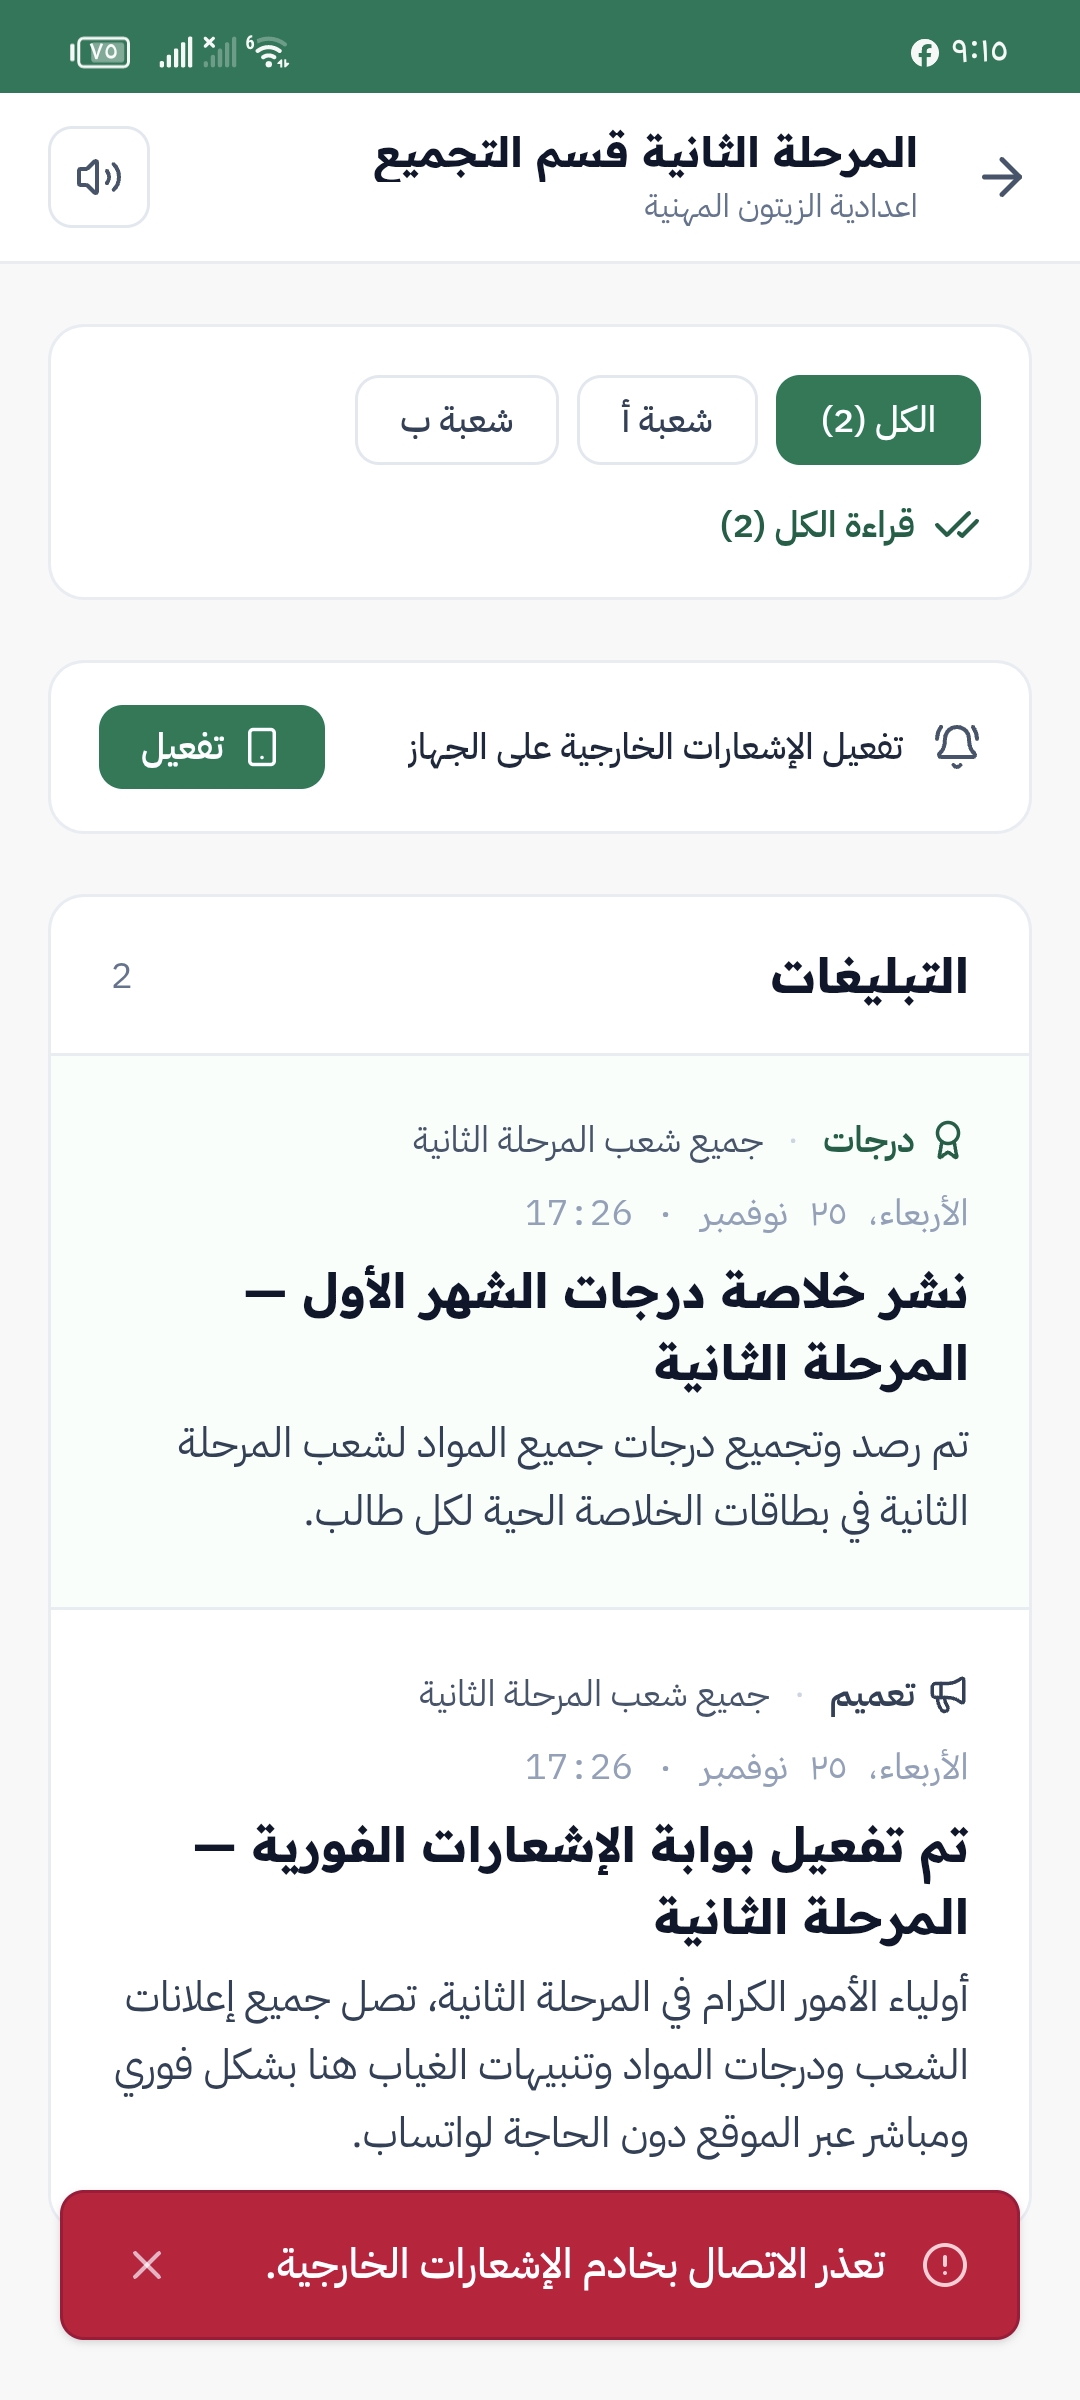 ٩:١٥
٧٥
6
المرحلة الثانية قسم التجميع
اعدادية الزيتون المهنية
الكل (2)
شعبة أ
شعبة ب
قراءة الكل (2)
تفعيل الإشعارات الخارجية على الجهاز
تفعيل
التبليغات
2
درجات · جميع شعب المرحلة الثانية
الأربعاء، ٢٥ نوفمبر · 17:26
نشر خلاصة درجات الشهر الأول —
المرحلة الثانية
تم رصد وتجميع درجات جميع المواد لشعب المرحلة
الثانية في بطاقات الخلاصة الحية لكل طالب.
تعميم · جميع شعب المرحلة الثانية
الأربعاء، ٢٥ نوفمبر · 17:26
تم تفعيل بوابة الإشعارات الفورية —
المرحلة الثانية
أولياء الأمور الكرام في المرحلة الثانية، تصل جميع إعلانات
الشعب ودرجات المواد وتنبيهات الغياب هنا بشكل فوري
ومباشر عبر الموقع دون الحاجة لواتساب.
تعذر الاتصال بخادم الإشعارات الخارجية.